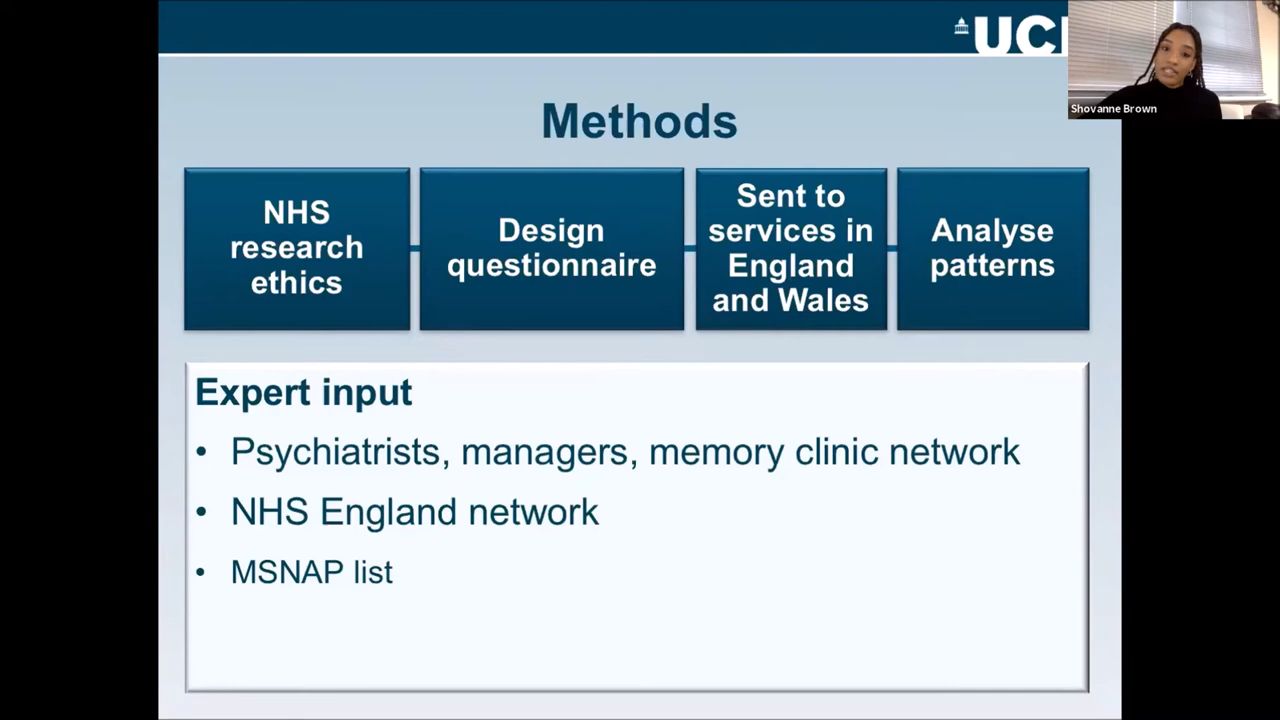 UCL
Shovanne Brown
Methods
NHS
research
ethics
Design
questionnaire
Sent to
services in
England
and Wales
Analyse
patterns
Expert input
• Psychiatrists, managers, memory clinic network
• NHS England network
• MSNAP list